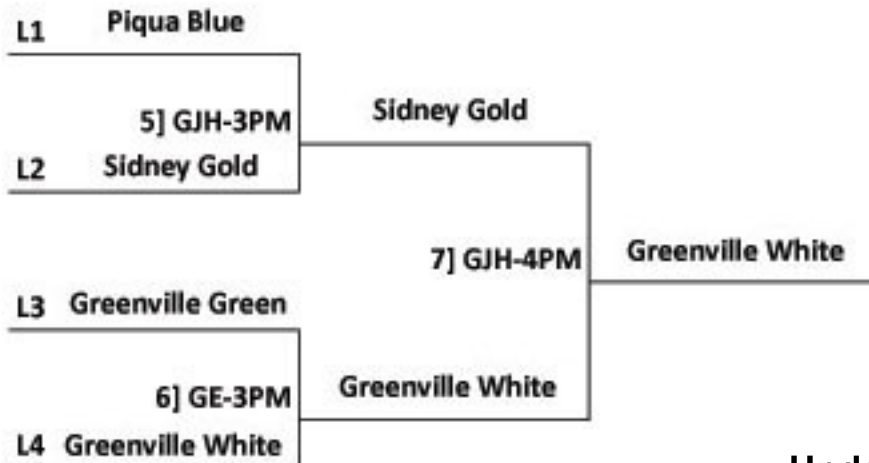 L1 Piqua Blue
5] GJH-3PM
Sidney Gold
L2 Sidney Gold
7] GJH-4PM
Greenville White
L3 Greenville Green
6] GE-3PM
Greenville White
L4 Greenville White